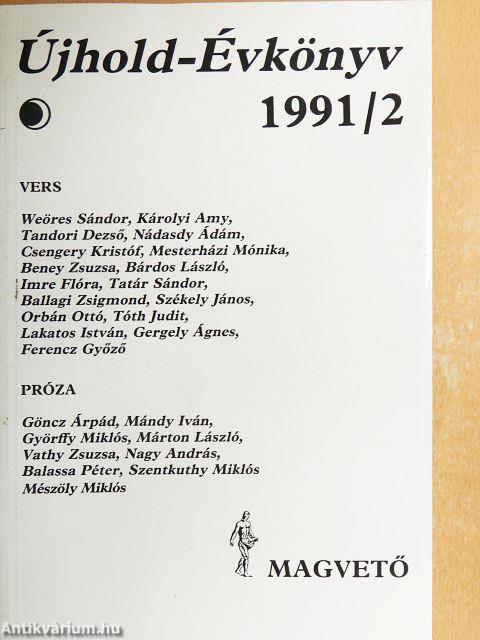 Újhold-Évkönyv
1991/2
VERS
Weöres Sándor, Károlyi Amy,
Tandori Dezső, Nádasdy Ádám,
Csengery Kristóf, Mesterházi Mónika,
Beney Zsuzsa, Bárdos László,
Imre Flóra, Tatár Sándor,
Ballagi Zsigmond, Székely János,
Orbán Ottó, Tóth Judit,
Lakatos István, Gergely Ágnes,
Ferencz Győző
PRÓZA
Göncz Árpád, Mándy Iván,
Györffy Miklós, Márton László,
Vathy Zsuzsa, Nagy András,
Balassa Péter, Szentkuthy Miklós
Mészöly Miklós
MAGVETŐ
Antikvárium.hu